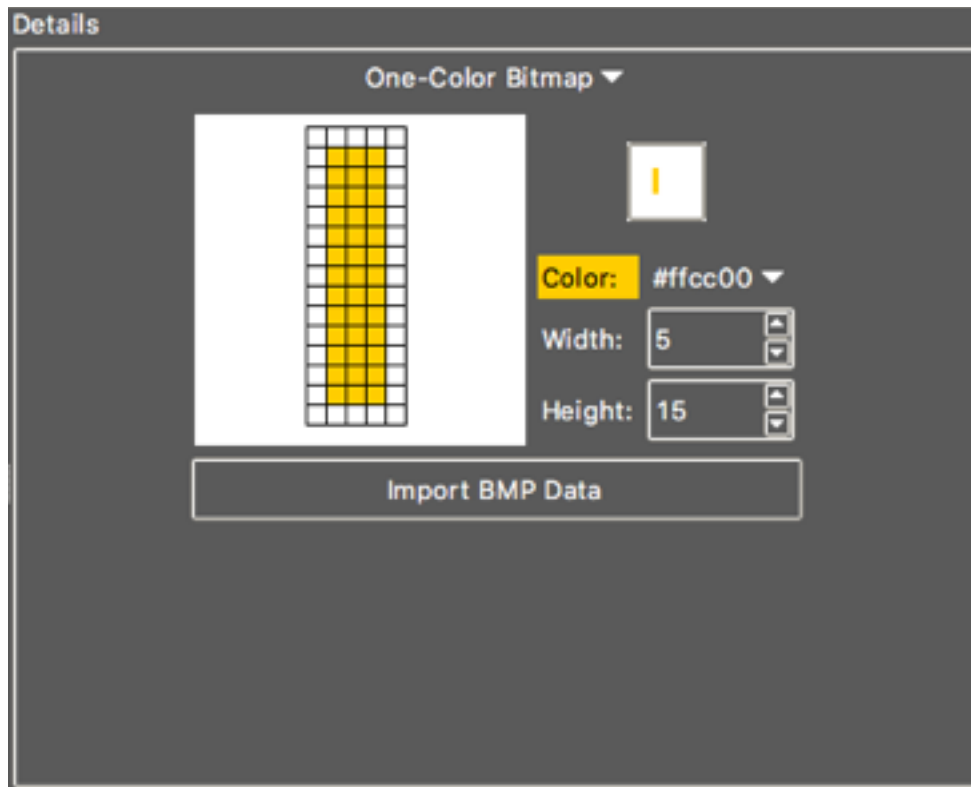 Details
One-Color Bitmap
Color: #ffcc00
Width: 5
Height: 15
Import BMP Data